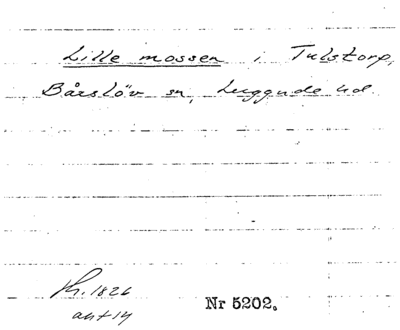 Lille mossen i Tulstorp,
Bårslöv sn, Luggude hd.
Nr 5202.